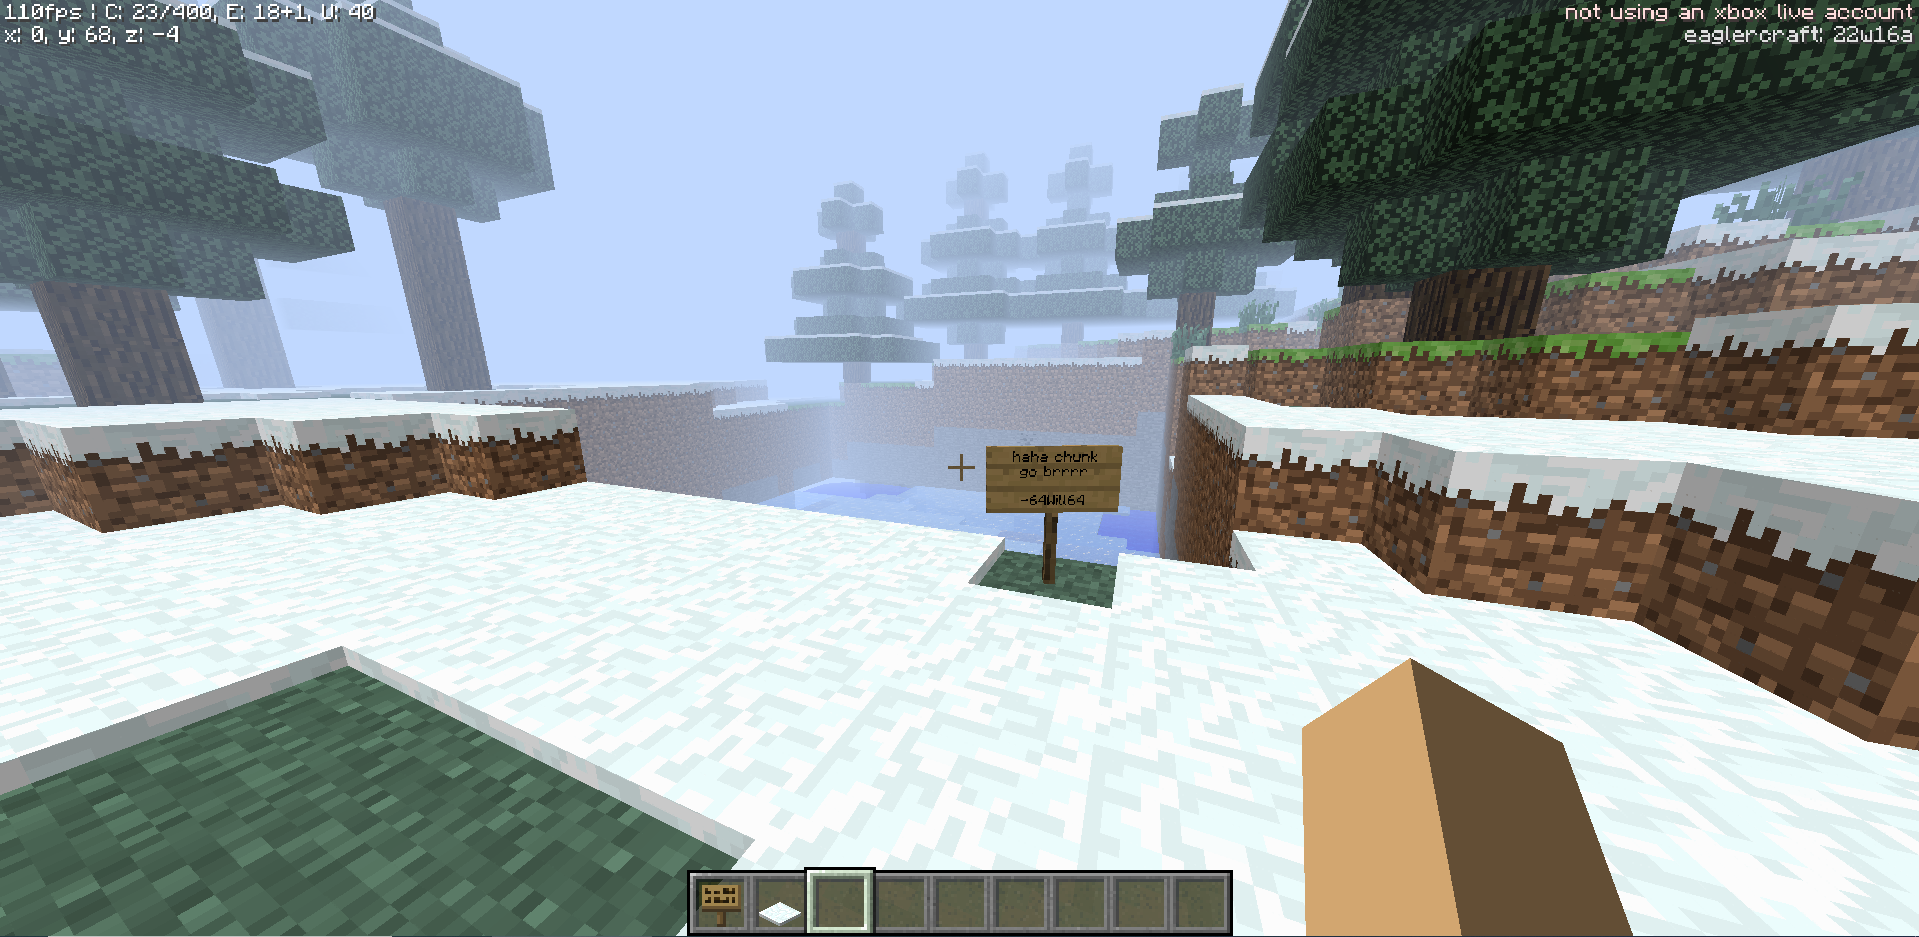 110fps | C: 23/400, E: 18+1, U: 40
x: 0, y: 68, z: -4
not using an xbox live account
eaglercraft: 22w16a
haha chunk
go brrrr
-64Will64